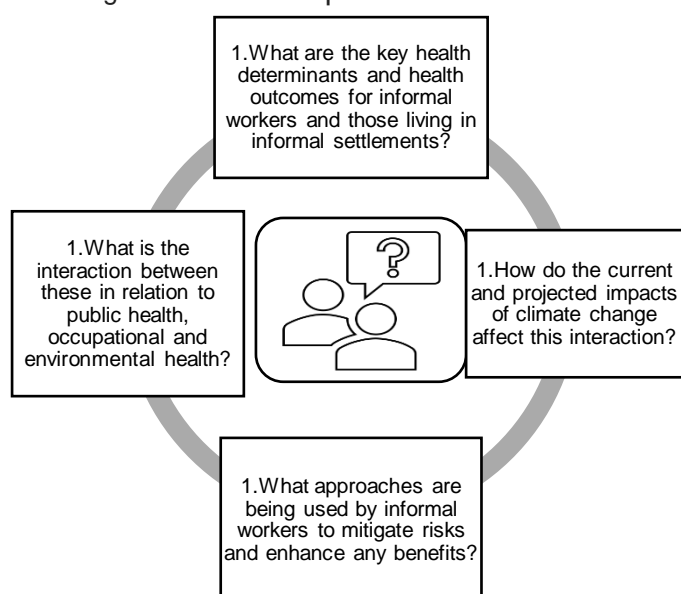 1.What are the key health
determinants and health
outcomes for informal
workers and those living in
informal settlements?
1.What is the
interaction between
these in relation to
public health,
occupational and
environmental health?
?
1.How do the current
and projected impacts
of climate change
affect this interaction?
1.What approaches are
being used by informal
workers to mitigate risks
and enhance any benefits?